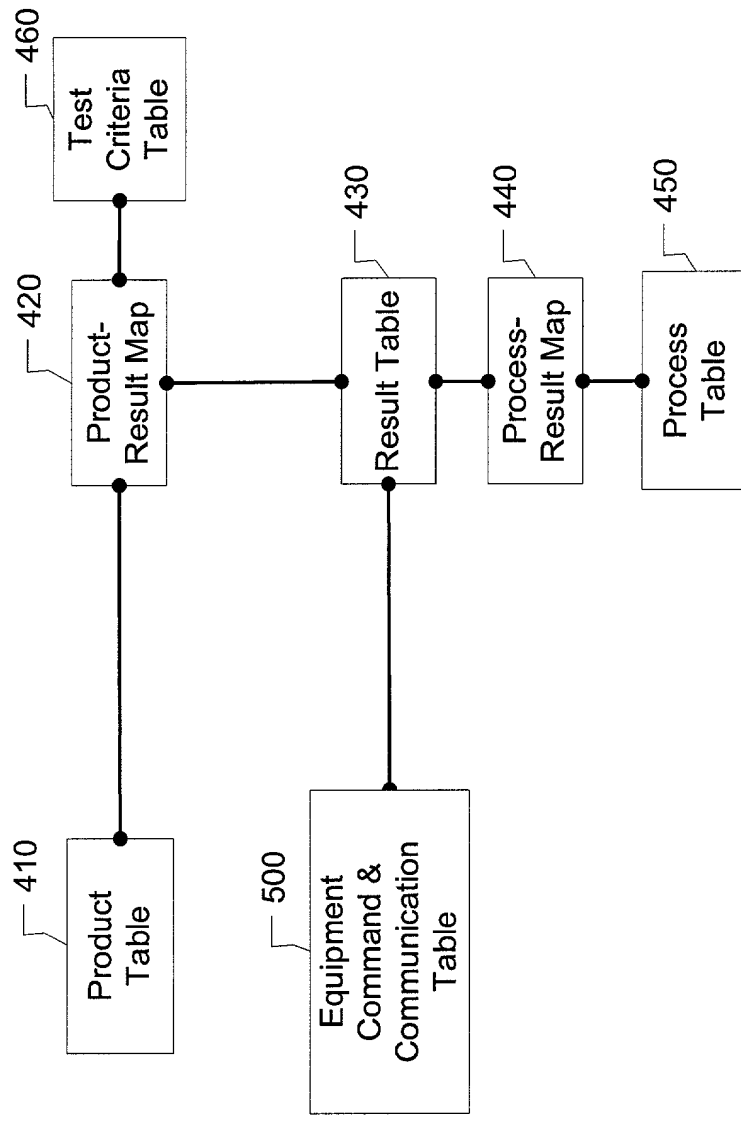 410
Product
Table
420
Product-
Result Map
460
Test
Criteria
Table
500
Equipment
Command &
Communication
Table
430
Result Table
440
Process-
Result Map
450
Process
Table